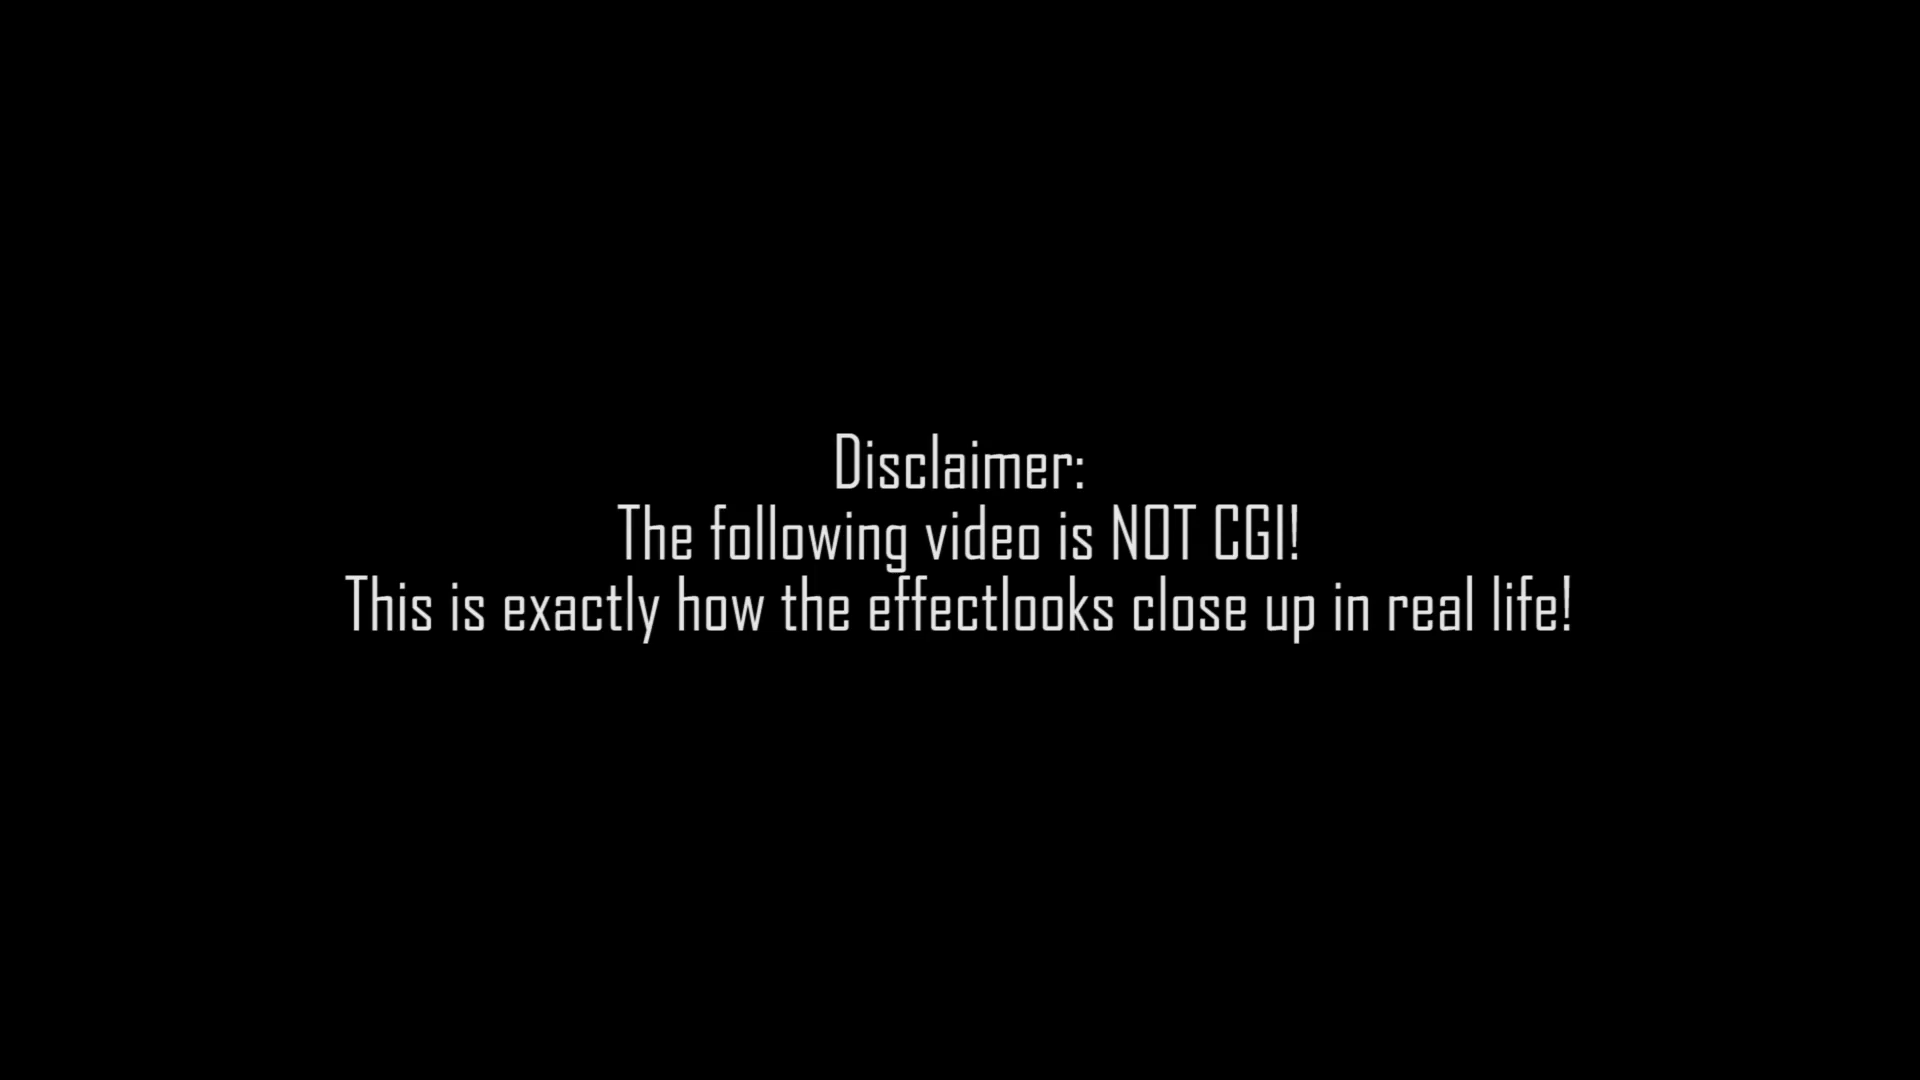 Disclaimer:
The following video is NOT CGI!
This is exactly how the effectlooks close up in real life!